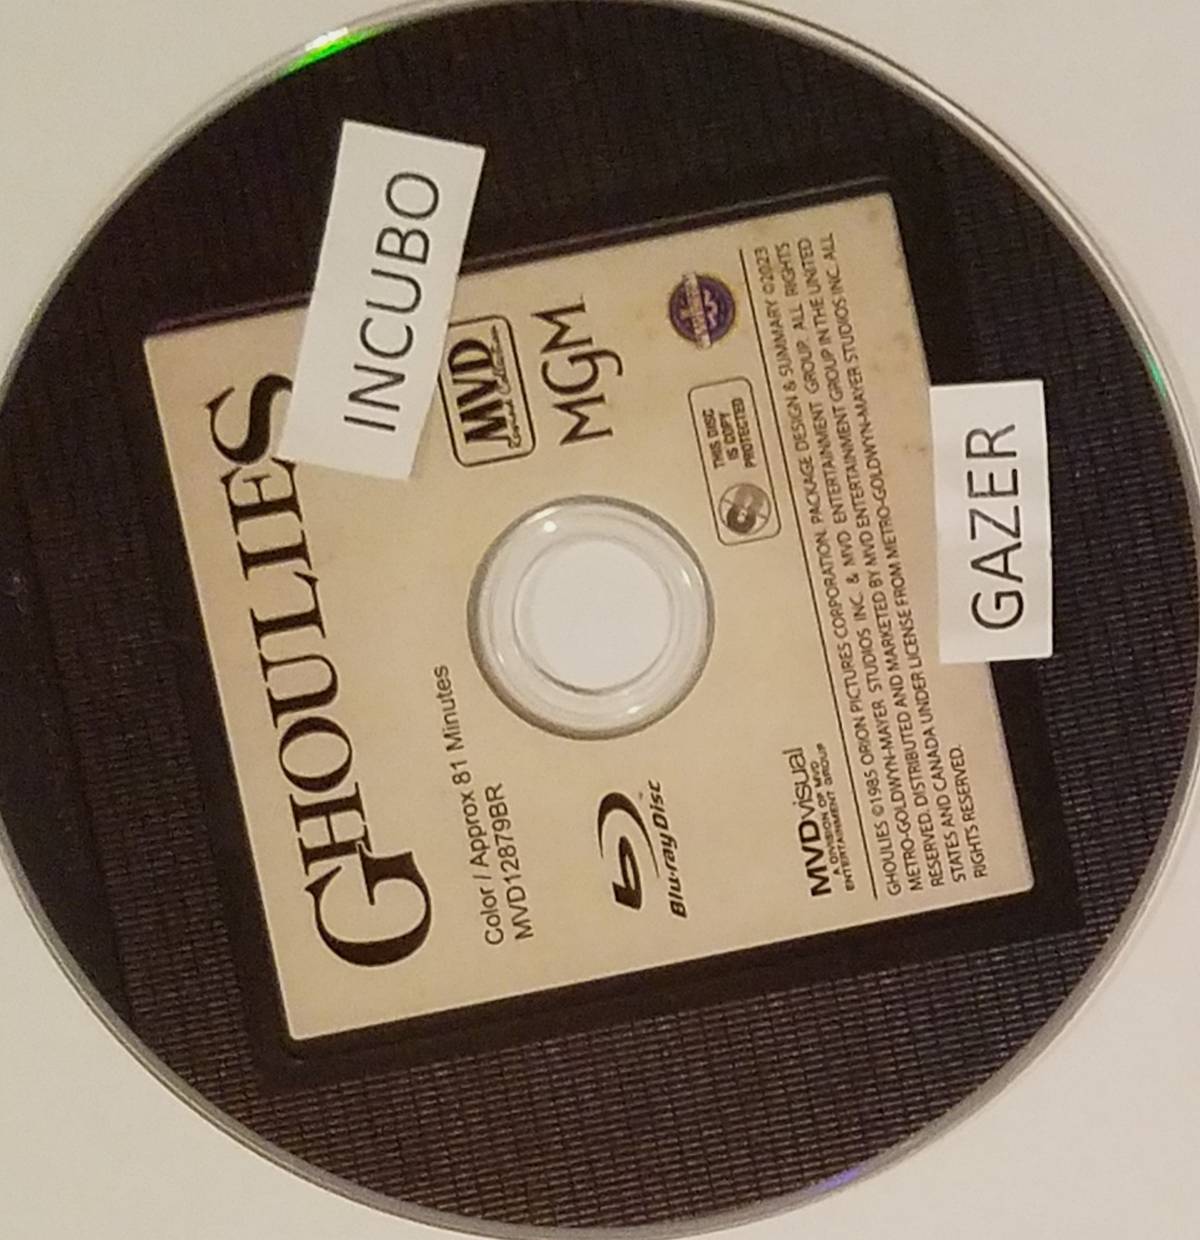 GHOULIES
INCUBO
Color / Approx 81 Minutes
MVD12879BR
MVD
MGM
Blu-ray Disc
THIS DISC
IS COPY
PROTECTED
MVDvisual
A DIVISION OF MVD
ENTERTAINMENT GROUP
GHOULIES ©1985 ORION PICTURES CORPORATION. PACKAGE DESIGN & SUMMARY ©2023
METRO-GOLDWYN-MAYER STUDIOS INC. & MVD ENTERTAINMENT GROUP. ALL RIGHTS
RESERVED. DISTRIBUTED AND MARKETED BY MVD ENTERTAINMENT GROUP IN THE UNITED
STATES AND CANADA UNDER LICENSE FROM METRO-GOLDWYN-MAYER STUDIOS INC. ALL
RIGHTS RESERVED.
GAZER